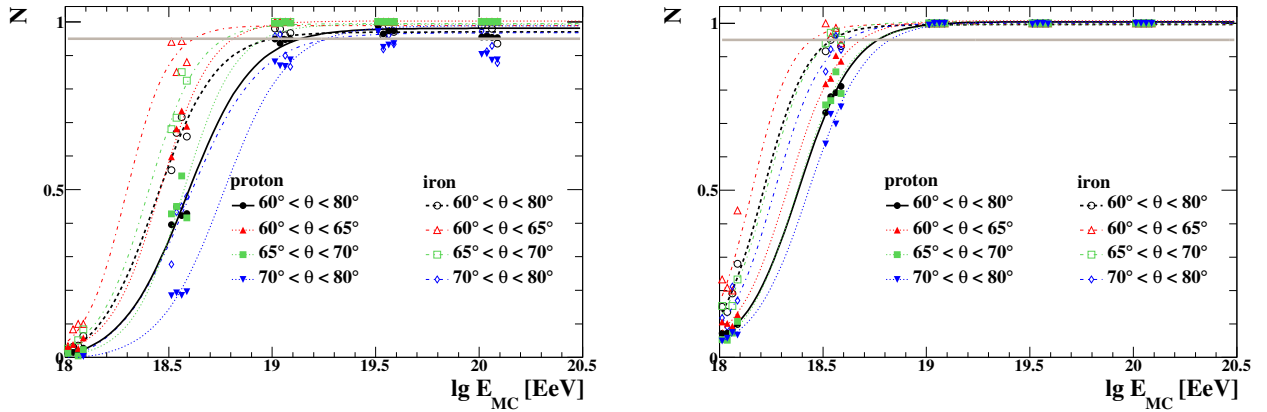 N
1
0.5
0
18 18.5 19 19.5 20 20.5
lg E_MC [EeV]
proton iron
60° < θ < 80° 60° < θ < 80°
60° < θ < 65° 60° < θ < 65°
65° < θ < 70° 65° < θ < 70°
70° < θ < 80° 70° < θ < 80°
N
1
0.5
0
18 18.5 19 19.5 20 20.5
lg E_MC [EeV]
proton iron
60° < θ < 80° 60° < θ < 80°
60° < θ < 65° 60° < θ < 65°
65° < θ < 70° 65° < θ < 70°
70° < θ < 80° 70° < θ < 80°